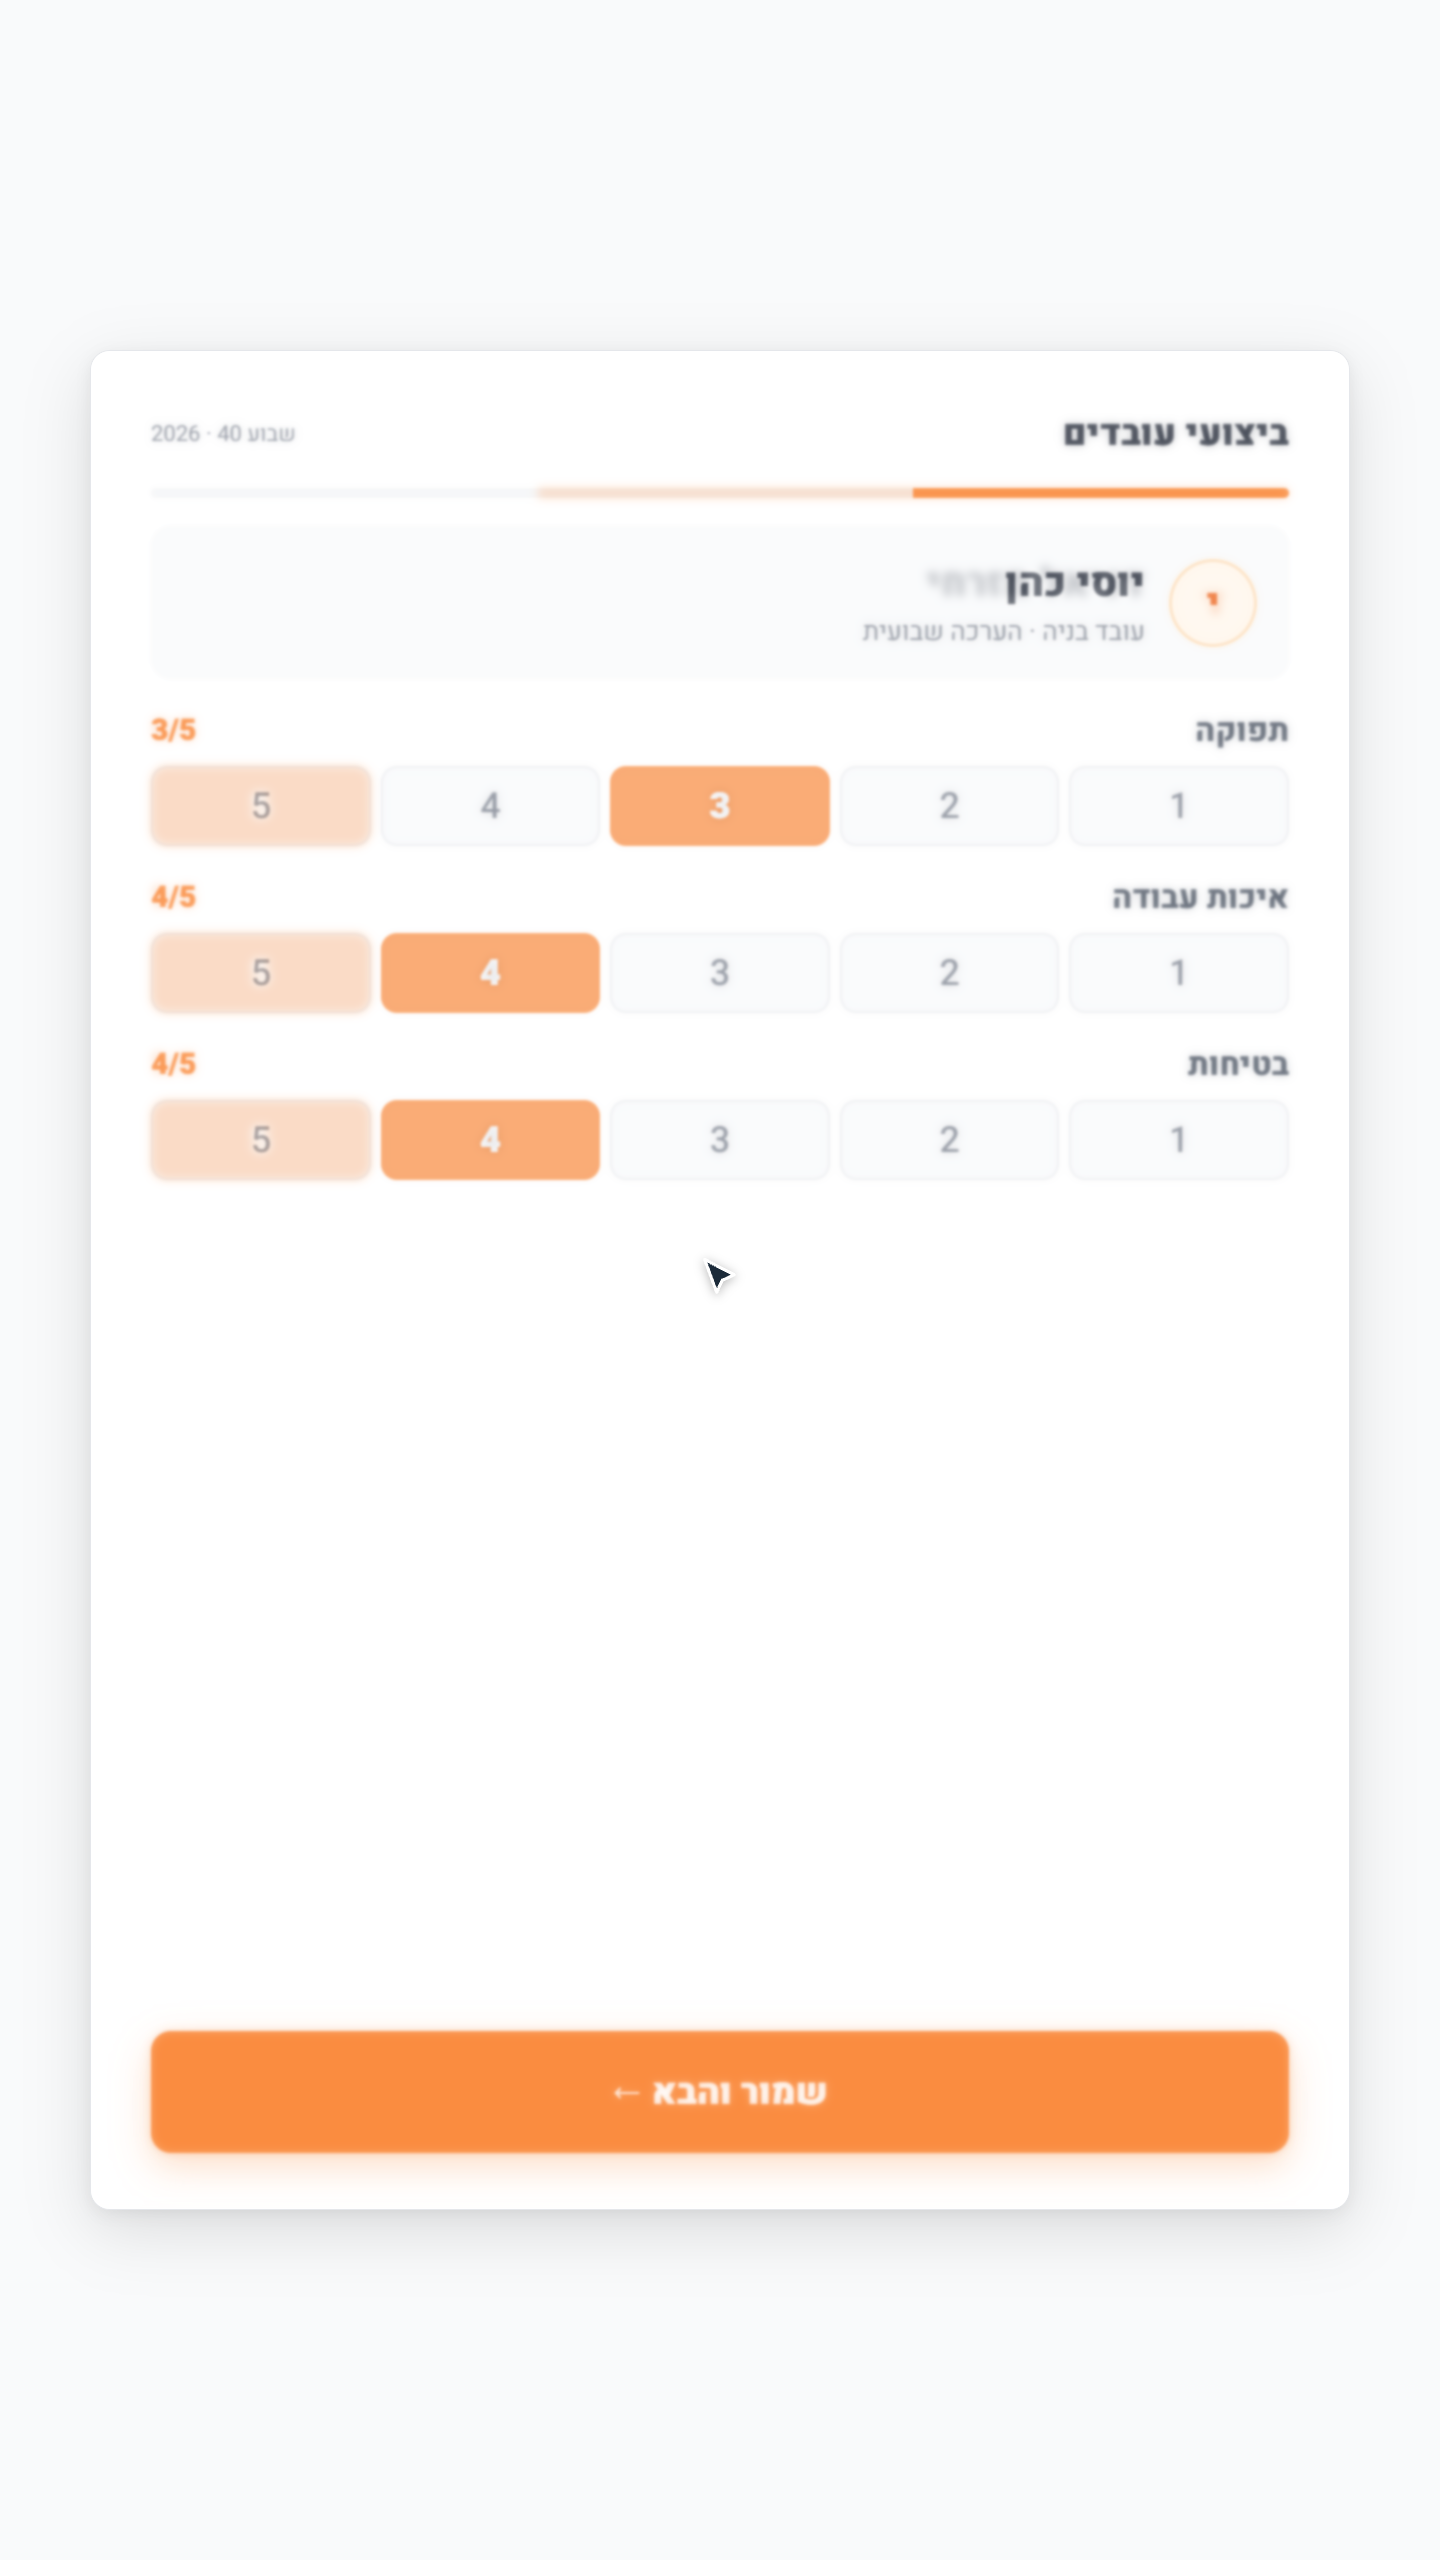 ביצועי עובדים
שבוע 40 · 2026
י
יוסי כהן
עובד בניה · הערכה שבועית
תפוקה 3/5
1 2 3 4 5
איכות עבודה 4/5
1 2 3 4 5
בטיחות 4/5
1 2 3 4 5
שמור והבא ←